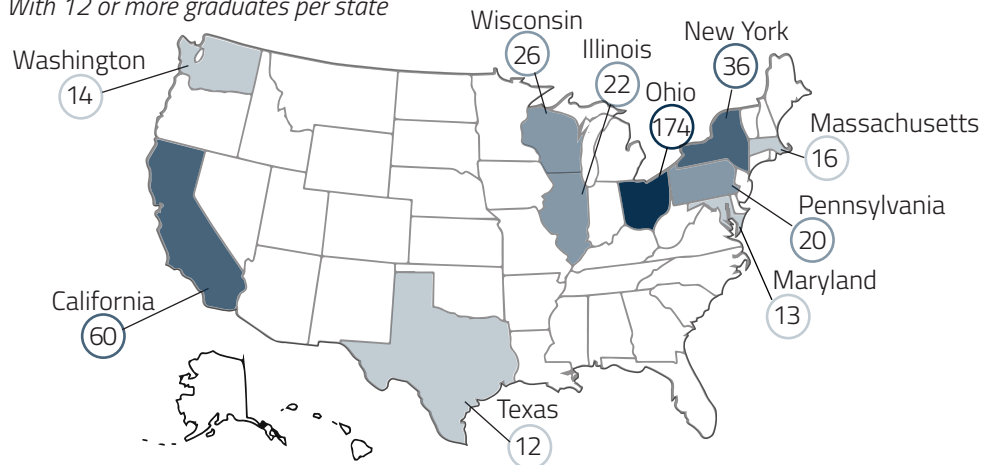 With 12 or more graduates per state
Wisconsin
26
Illinois
22
New York
36
Washington
14
Ohio
174
Massachusetts
16
Pennsylvania
20
Maryland
13
California
60
Texas
12